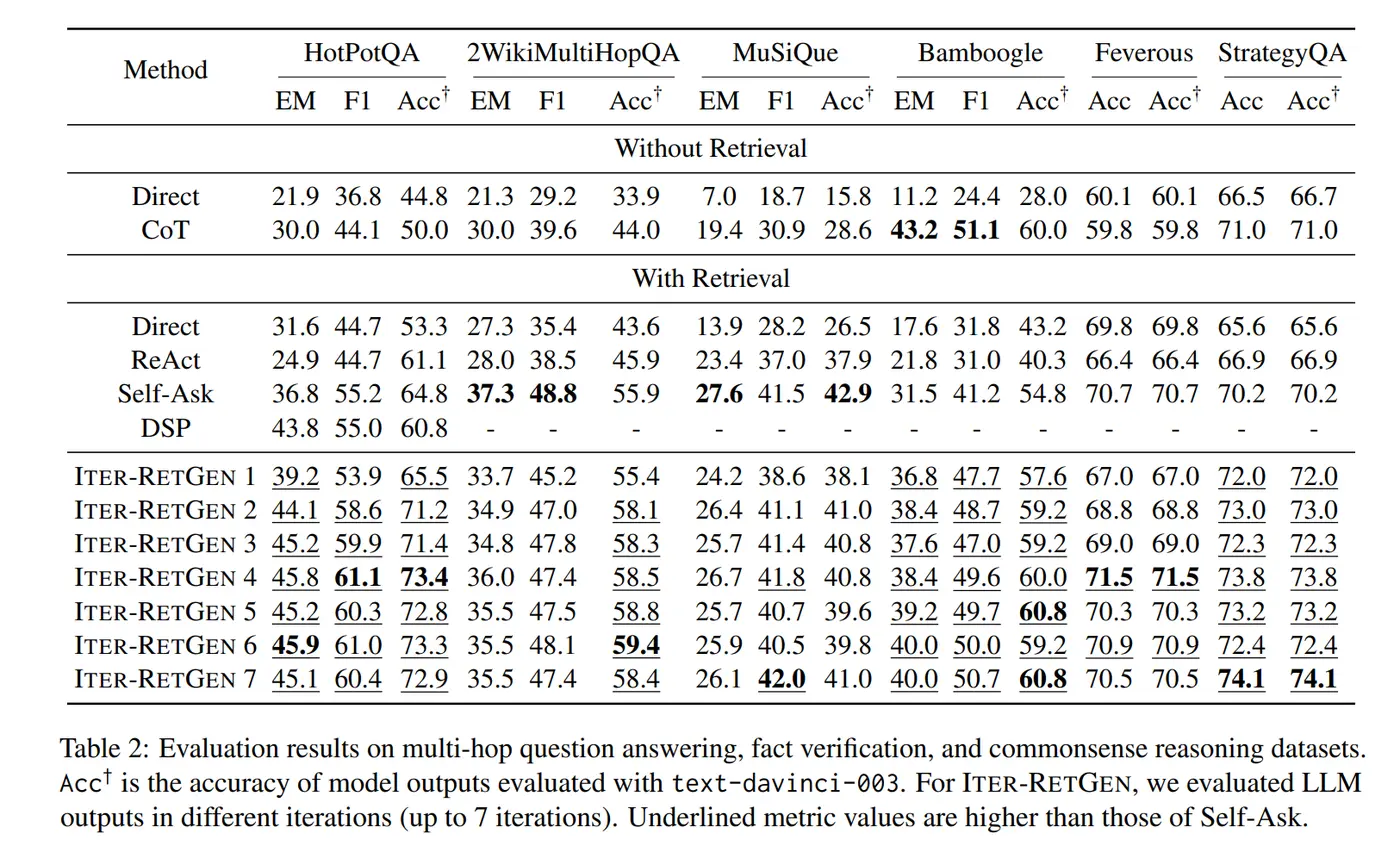 Method HotPotQA 2WikiMultiHopQA MuSiQue Bamboogle Feverous StrategyQA
EM F1 Acc† EM F1 Acc† EM F1 Acc† EM F1 Acc† Acc Acc† Acc Acc†
Without Retrieval
Direct 21.9 36.8 44.8 21.3 29.2 33.9 7.0 18.7 15.8 11.2 24.4 28.0 60.1 60.1 66.5 66.7
CoT 30.0 44.1 50.0 30.0 39.6 44.0 19.4 30.9 28.6 43.2 51.1 60.0 59.8 59.8 71.0 71.0
With Retrieval
Direct 31.6 44.7 53.3 27.3 35.4 43.6 13.9 28.2 26.5 17.6 31.8 43.2 69.8 69.8 65.6 65.6
ReAct 24.9 44.7 61.1 28.0 38.5 45.9 23.4 37.0 37.9 21.8 31.0 40.3 66.4 66.4 66.9 66.9
Self-Ask 36.8 55.2 64.8 37.3 48.8 55.9 27.6 41.5 42.9 31.5 41.2 54.8 70.7 70.7 70.2 70.2
DSP 43.8 55.0 60.8 - - - - - - - - - - - - -
ITER-RETGEN 1 39.2 53.9 65.5 33.7 45.2 55.4 24.2 38.6 38.1 36.8 47.7 57.6 67.0 67.0 72.0 72.0
ITER-RETGEN 2 44.1 58.6 71.2 34.9 47.0 58.1 26.4 41.1 41.0 38.4 48.7 59.2 68.8 68.8 73.0 73.0
ITER-RETGEN 3 45.2 59.9 71.4 34.8 47.8 58.3 25.7 41.4 40.8 37.6 47.0 59.2 69.0 69.0 72.3 72.3
ITER-RETGEN 4 45.8 61.1 73.4 36.0 47.4 58.5 26.7 41.8 40.8 38.4 49.6 60.0 71.5 71.5 73.8 73.8
ITER-RETGEN 5 45.2 60.3 72.8 35.5 47.5 58.8 25.7 40.7 39.6 39.2 49.7 60.8 70.3 70.3 73.2 73.2
ITER-RETGEN 6 45.9 61.0 73.3 35.5 48.1 59.4 25.9 40.5 39.8 40.0 50.0 59.2 70.9 70.9 72.4 72.4
ITER-RETGEN 7 45.1 60.4 72.9 35.5 47.4 58.4 26.1 42.0 41.0 40.0 50.7 60.8 70.5 70.5 74.1 74.1
Table 2: Evaluation results on multi-hop question answering, fact verification, and commonsense reasoning datasets.
Acc† is the accuracy of model outputs evaluated with text-davinci-003. For ITER-RETGEN, we evaluated LLM
outputs in different iterations (up to 7 iterations). Underlined metric values are higher than those of Self-Ask.